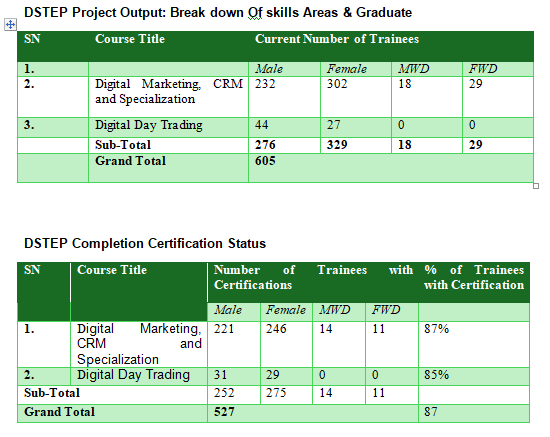 DSTEP Project Output: Break down Of skills Areas & Graduate
SN Course Title Current Number of Trainees
1. Male Female MWD FWD
2. Digital Marketing, CRM 232 302 18 29
and Specialization
3. Digital Day Trading 44 27 0 0
Sub-Total 276 329 18 29
Grand Total 605
DSTEP Completion Certification Status
SN Course Title Number of Trainees with % of Trainees
Certifications with Certification
Male Female MWD FWD
1. Digital Marketing, 221 246 14 11 87%
CRM and
Specialization
2. Digital Day Trading 31 29 0 0 85%
Sub-Total 252 275 14 11
Grand Total 527 87